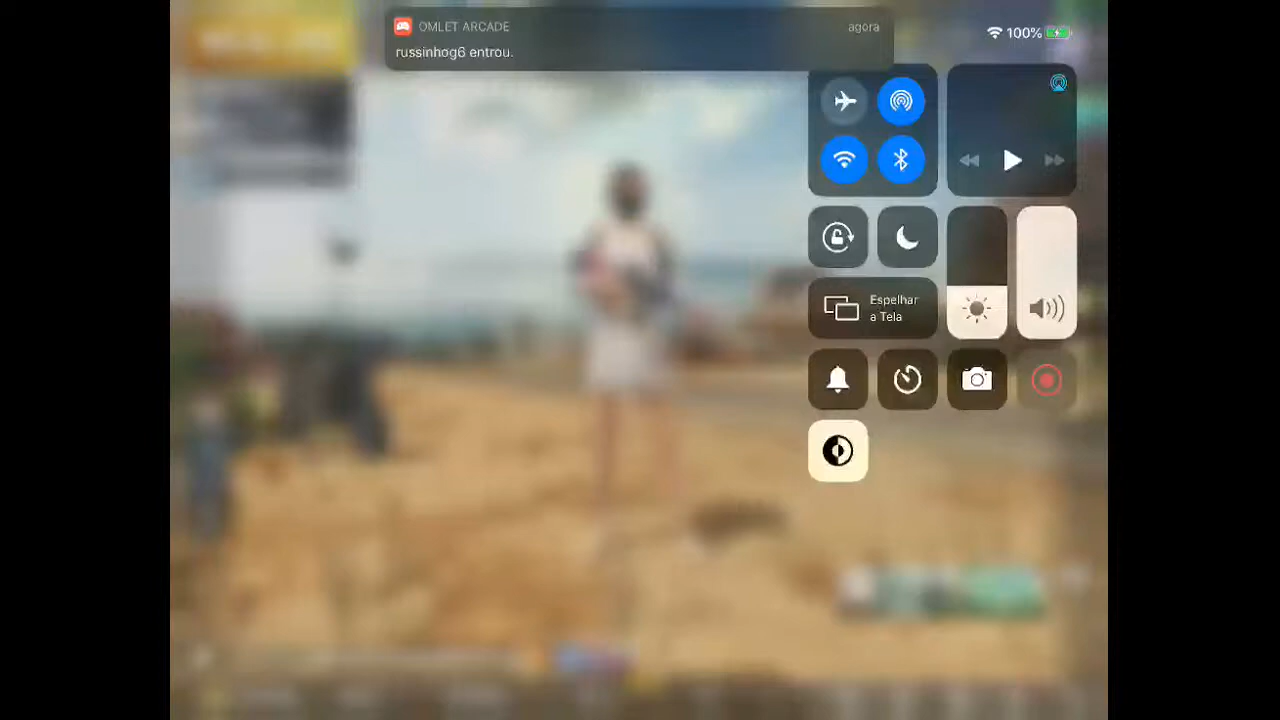 OMLET ARCADE
agora
russinhog6 entrou.
100%
Espelhar
a Tela